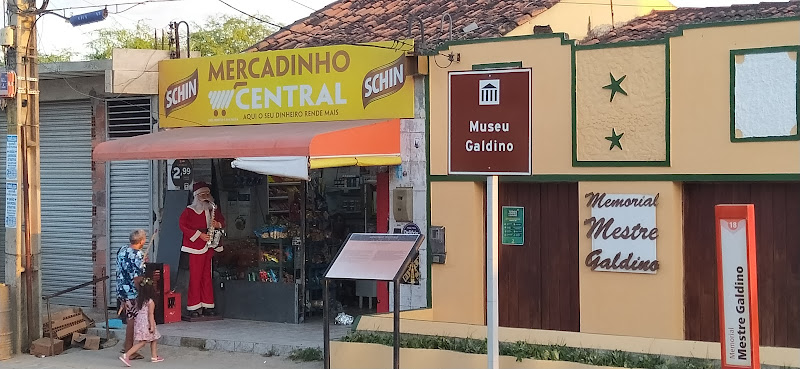 SCHIN
MERCADINHO
CENTRAL
AQUI O SEU DINHEIRO RENDE MAIS
SCHIN
2,99
Museu
Galdino
Memorial
Mestre
Galdino
18
Memorial
Mestre Galdino